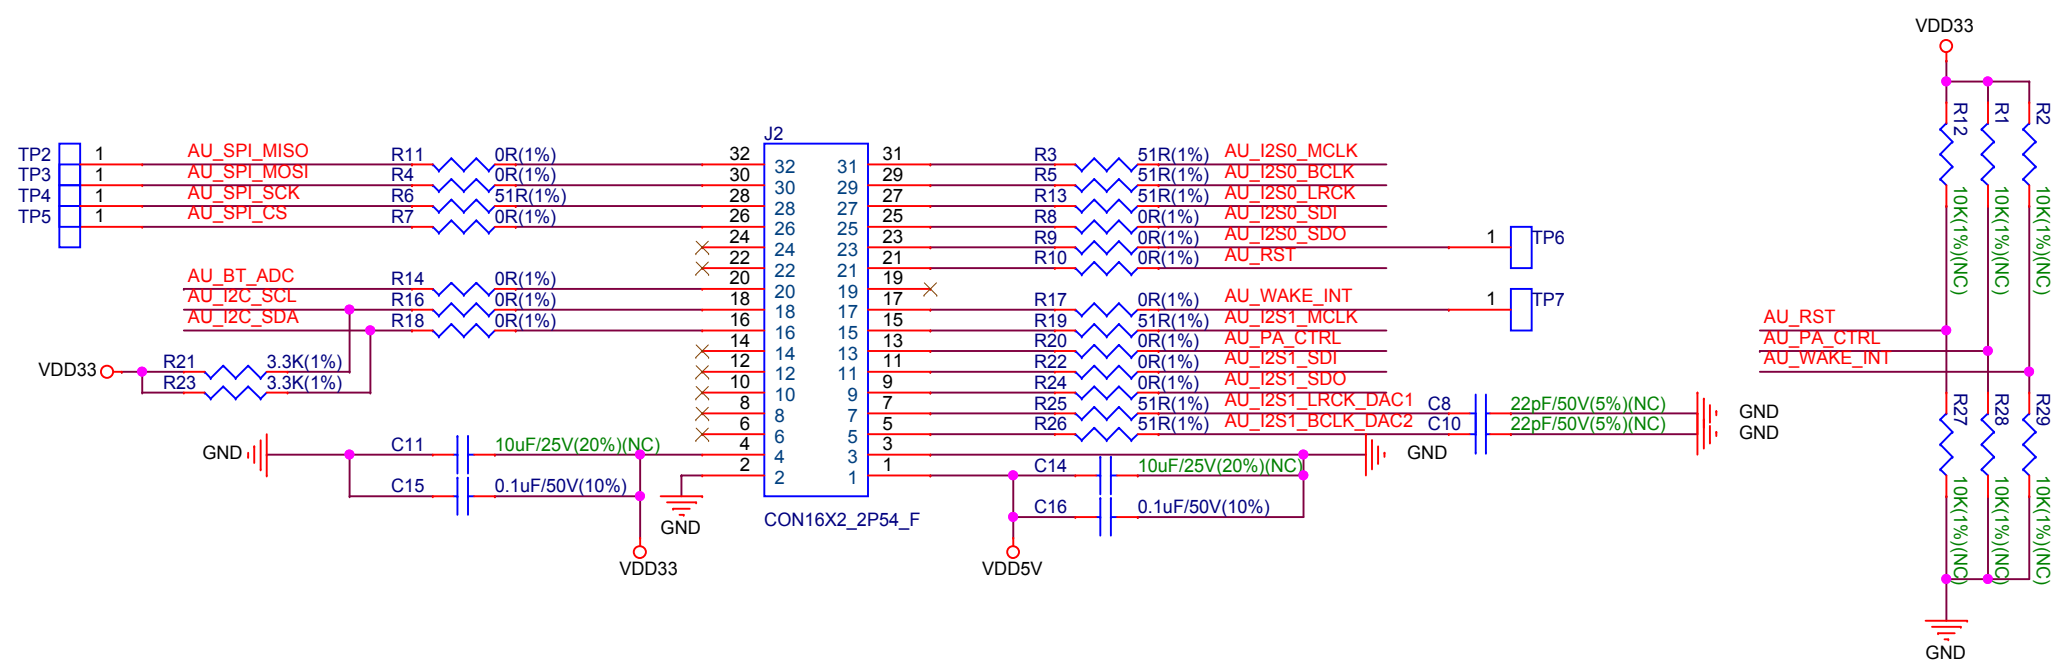 VDD33
J2
TP2 1 AU_SPI_MISO R11 0R(1%) 32 32 31 31 R3 51R(1%) AU_I2S0_MCLK
TP3 1 AU_SPI_MOSI R4 0R(1%) 30 30 29 29 R5 51R(1%) AU_I2S0_BCLK
TP4 1 AU_SPI_SCK R6 51R(1%) 28 28 27 27 R13 51R(1%) AU_I2S0_LRCK
TP5 1 AU_SPI_CS R7 0R(1%) 26 26 25 25 R8 0R(1%) AU_I2S0_SDI
24 24 23 23 R9 0R(1%) AU_I2S0_SDO 1 TP6
22 22 21 21 R10 0R(1%) AU_RST
AU_BT_ADC R14 0R(1%) 20 20 19 19
AU_I2C_SCL R16 0R(1%) 18 18 17 17 R17 0R(1%) AU_WAKE_INT 1 TP7
AU_I2C_SDA R18 0R(1%) 16 16 15 15 R19 51R(1%) AU_I2S1_MCLK
14 14 13 13 R20 0R(1%) AU_PA_CTRL
VDD33 R21 3.3K(1%) 12 12 11 11 R22 0R(1%) AU_I2S1_SDI
R23 3.3K(1%) 10 10 9 9 R24 0R(1%) AU_I2S1_SDO
8 8 7 7 R25 51R(1%) AU_I2S1_LRCK_DAC1 C8 22pF/50V(5%)(NC) GND
6 6 5 5 R26 51R(1%) AU_I2S1_BCLK_DAC2 C10 22pF/50V(5%)(NC) GND
GND C11 10uF/25V(20%)(NC) 4 4 3 3 GND
2 2 1 1 C14 10uF/25V(20%)(NC)
C15 0.1uF/50V(10%)
C16 0.1uF/50V(10%)
GND
CON16X2_2P54_F
VDD33
VDD5V
R12 R1 R2
10K(1%)(NC) 10K(1%)(NC) 10K(1%)(NC)
AU_RST
AU_PA_CTRL
AU_WAKE_INT
R27 R28 R29
10K(1%)(NC) 10K(1%)(NC) 10K(1%)(NC)
GND